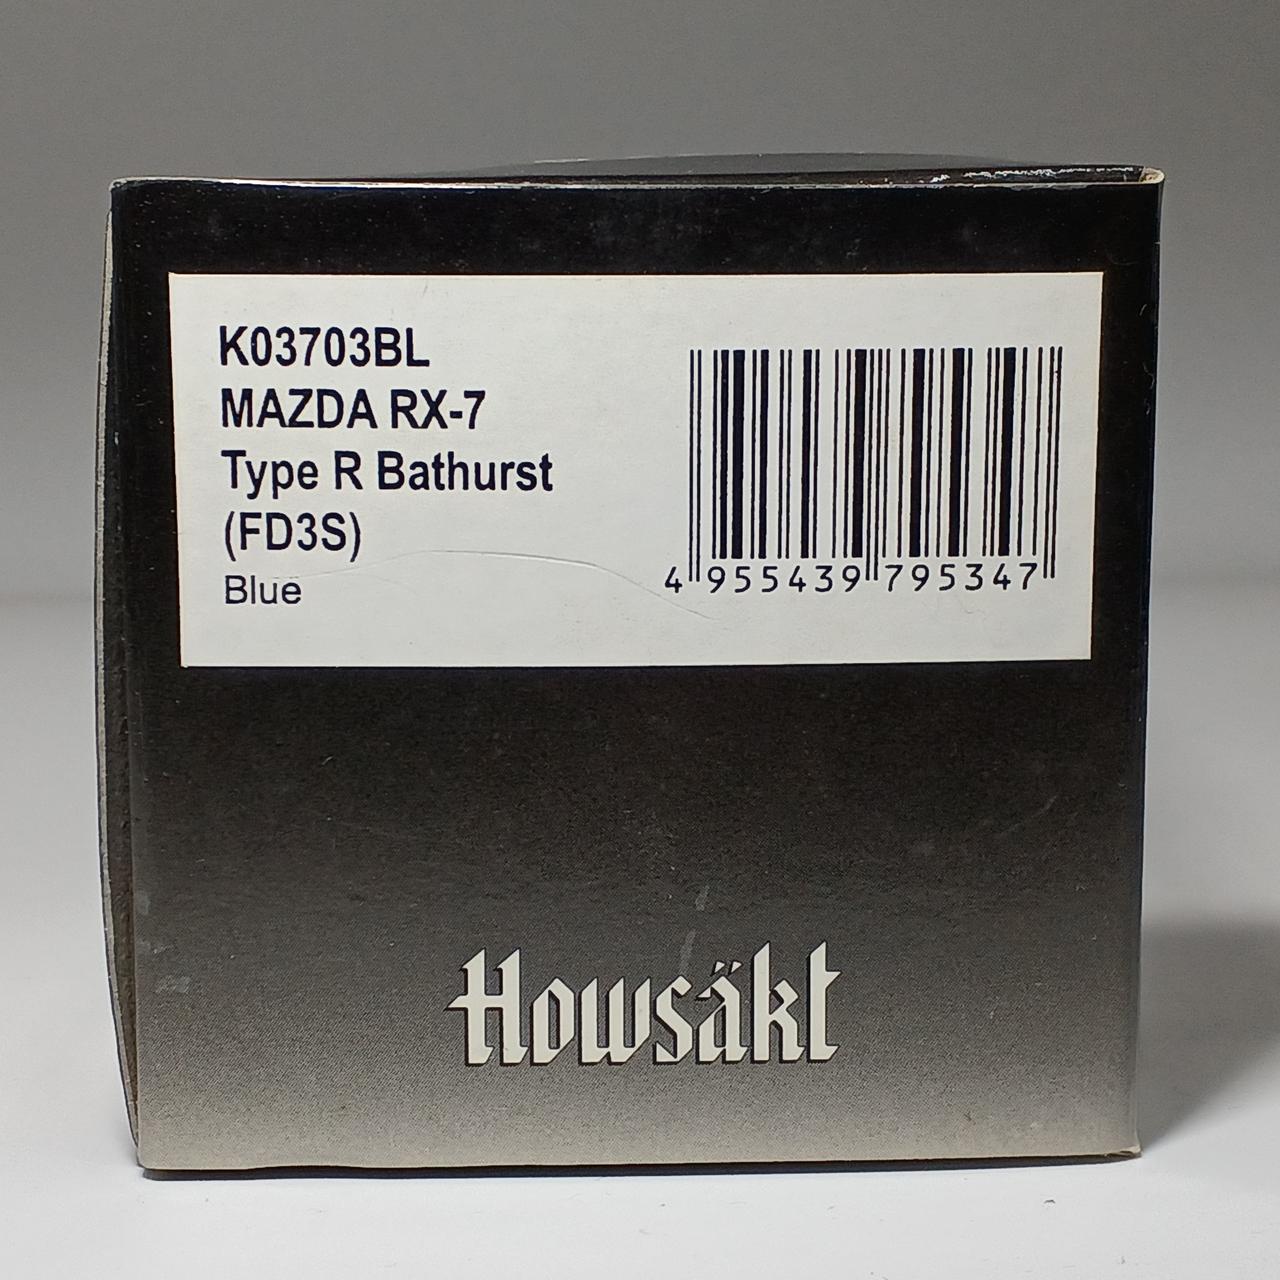 K03703BL
MAZDA RX-7
Type R Bathurst
(FD3S)
Blue
4 955439 795347
Howsäkt